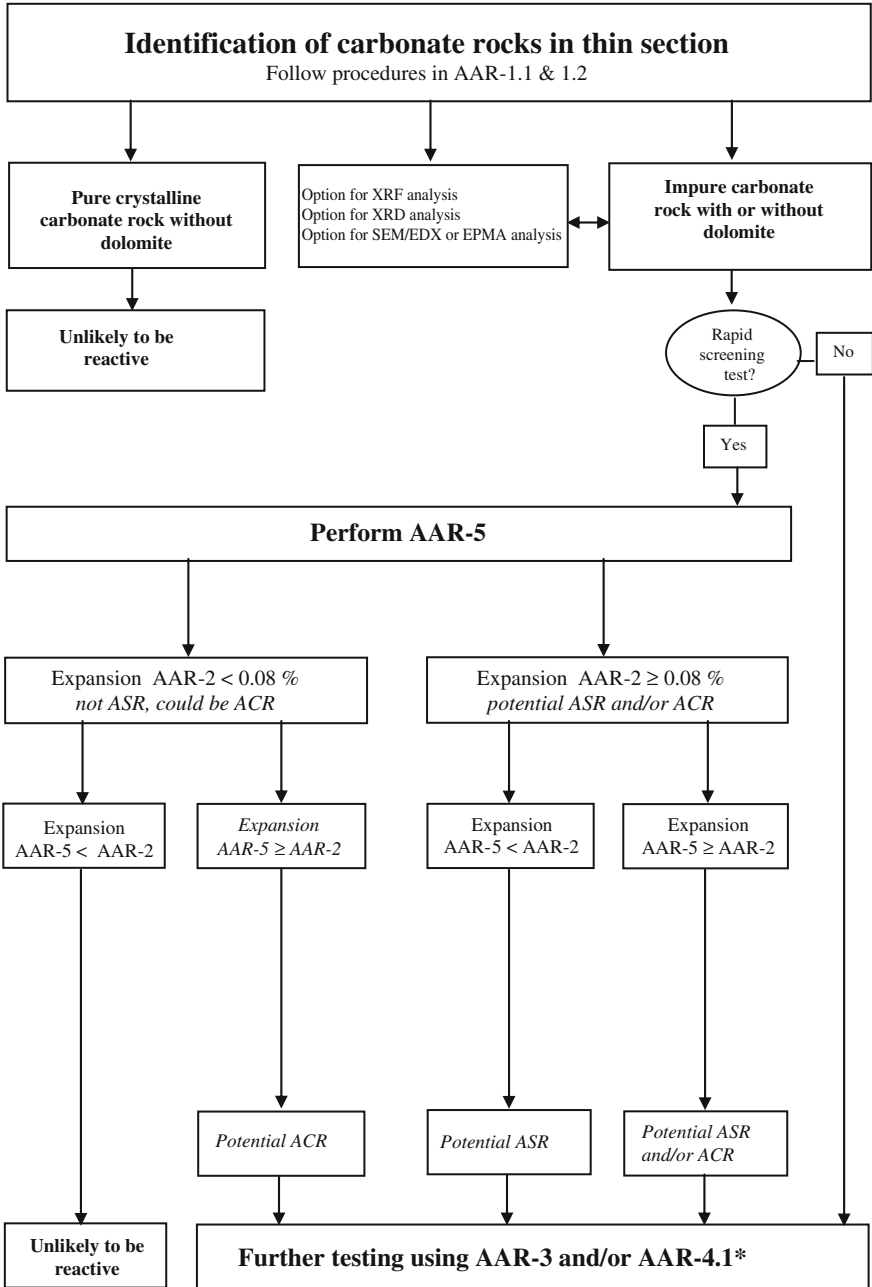 Identification of carbonate rocks in thin section
Follow procedures in AAR-1.1 & 1.2
Pure crystalline
carbonate rock without
dolomite
Option for XRF analysis
Option for XRD analysis
Option for SEM/EDX or EPMA analysis
Impure carbonate
rock with or without
dolomite
Unlikely to be
reactive
Rapid
screening
test?
No
Yes
Perform AAR-5
Expansion AAR-2 < 0.08 %
not ASR, could be ACR
Expansion AAR-2 ≥ 0.08 %
potential ASR and/or ACR
Expansion
AAR-5 < AAR-2
Expansion
AAR-5 ≥ AAR-2
Expansion
AAR-5 < AAR-2
Expansion
AAR-5 ≥ AAR-2
Potential ACR
Potential ASR
Potential ASR
and/or ACR
Unlikely to be
reactive
Further testing using AAR-3 and/or AAR-4.1*